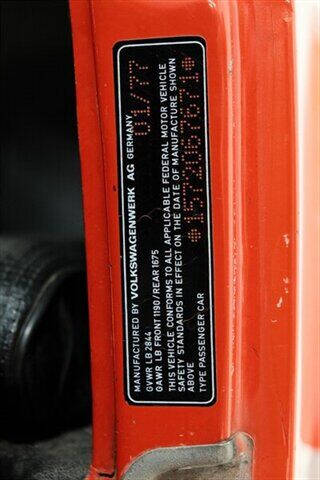 MANUFACTURED BY VOLKSWAGENWERK AG GERMANY 01/77
GVWR LB 2844
GAWR LB FRONT 1190/REAR 1675
THIS VEHICLE CONFORMS TO ALL APPLICABLE FEDERAL MOTOR VEHICLE
SAFETY STANDARDS IN EFFECT ON THE DATE OF MANUFACTURE SHOWN
ABOVE
*1572067671*
TYPE PASSENGER CAR